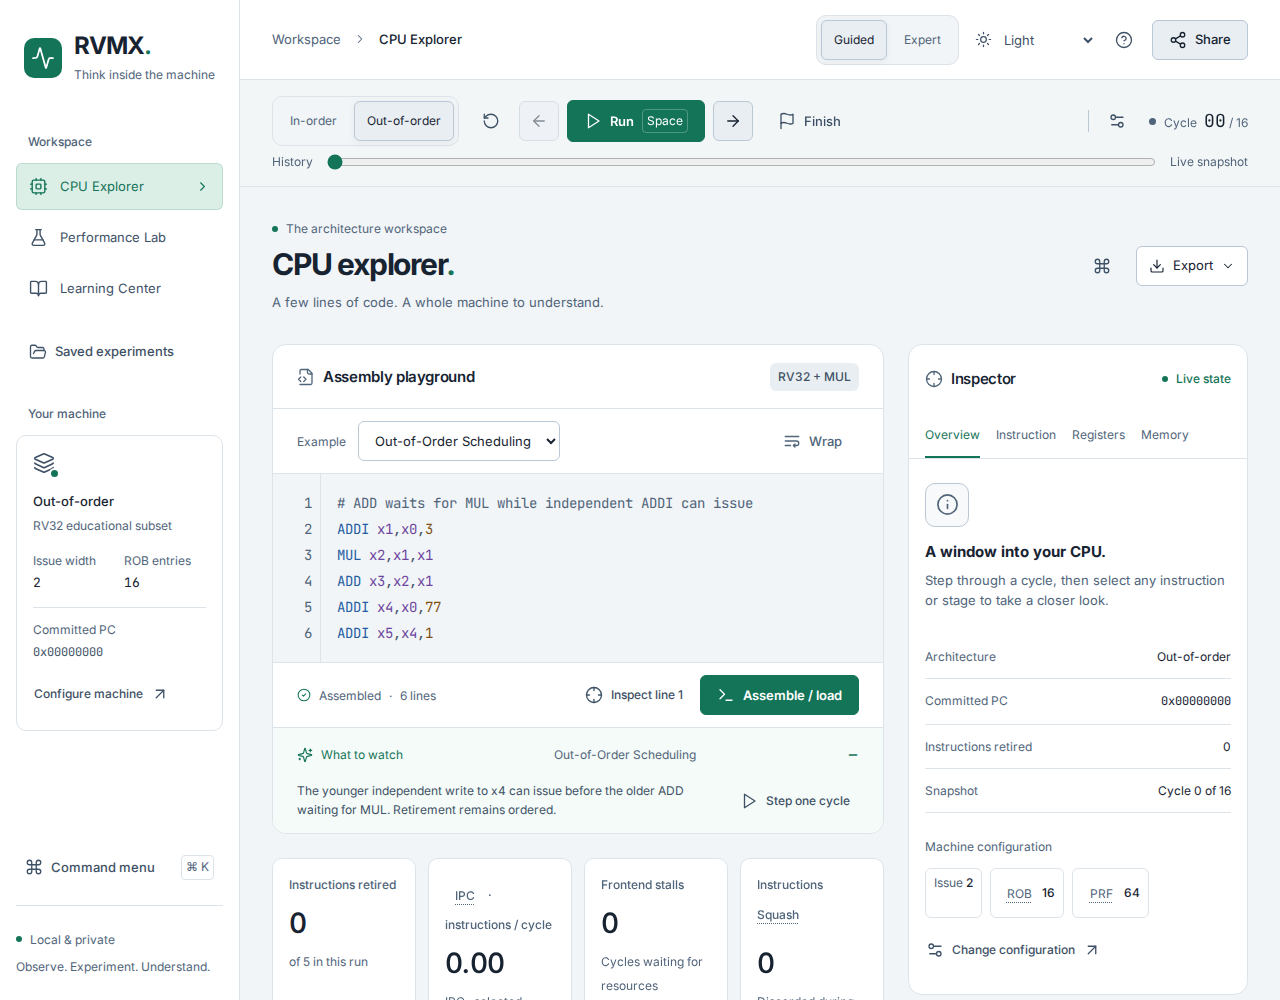 RVMX.
Think inside the machine
Workspace
CPU Explorer
Performance Lab
Learning Center
Saved experiments
Your machine
Out-of-order
RV32 educational subset
Issue width
2
ROB entries
16
Committed PC
0x00000000
Configure machine
Command menu
⌘ K
Local & private
Observe. Experiment. Understand.
Workspace
CPU Explorer
Guided
Expert
Light
Share
In-order
Out-of-order
Run
Space
Finish
Cycle 00 / 16
History
Live snapshot
The architecture workspace
CPU explorer.
A few lines of code. A whole machine to understand.
Export
Assembly playground
RV32 + MUL
Example
Out-of-Order Scheduling
Wrap
1 # ADD waits for MUL while independent ADDI can issue
2 ADDI x1,x0,3
3 MUL x2,x1,x1
4 ADD x3,x2,x1
5 ADDI x4,x0,77
6 ADDI x5,x4,1
Assembled · 6 lines
Inspect line 1
Assemble / load
What to watch
Out-of-Order Scheduling
The younger independent write to x4 can issue before the older ADD
waiting for MUL. Retirement remains ordered.
Step one cycle
Instructions retired
0
of 5 in this run
IPC ·
instructions / cycle
0.00
IPC, selected
Frontend stalls
0
Cycles waiting for
resources
Instructions
Squash
0
Discarded during
Inspector
Live state
Overview
Instruction
Registers
Memory
A window into your CPU.
Step through a cycle, then select any instruction
or stage to take a closer look.
Architecture
Out-of-order
Committed PC
0x00000000
Instructions retired
0
Snapshot
Cycle 0 of 16
Machine configuration
Issue 2
ROB 16
PRF 64
Change configuration